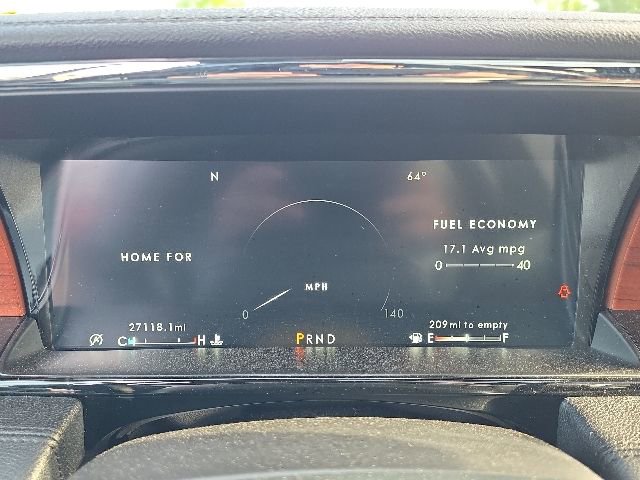 N
64°
FUEL ECONOMY
17.1 Avg mpg
0 40
HOME FOR
MPH
0 140
27118.1mi
C H
PRND
209mi to empty
E F